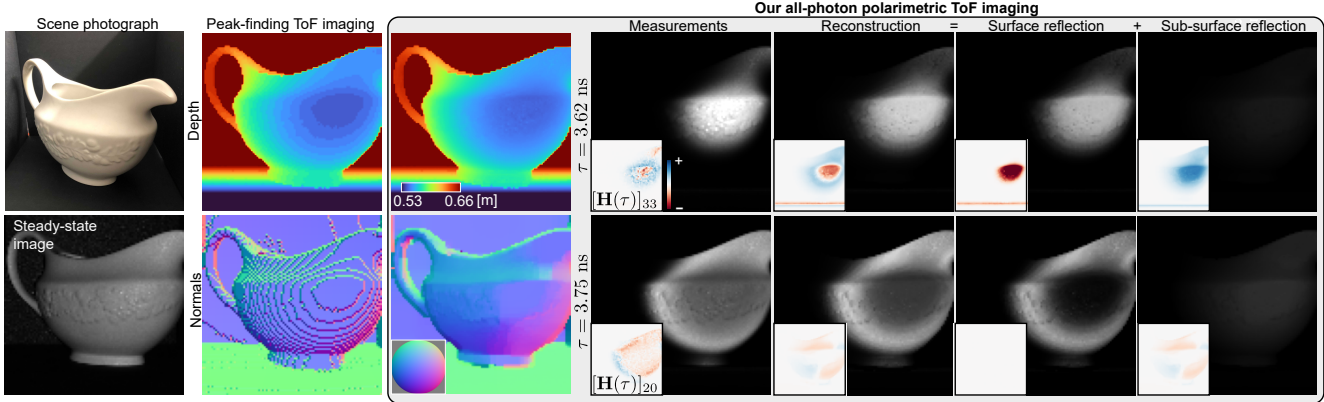 Our all-photon polarimetric ToF imaging
Scene photograph
Peak-finding ToF imaging
Measurements
Reconstruction
=
Surface reflection
+
Sub-surface reflection
Depth
0.53 0.66 [m]
τ = 3.62 ns
+
−
[H(τ)]₃₃
Steady-state
image
Normals
τ = 3.75 ns
[H(τ)]₂₀